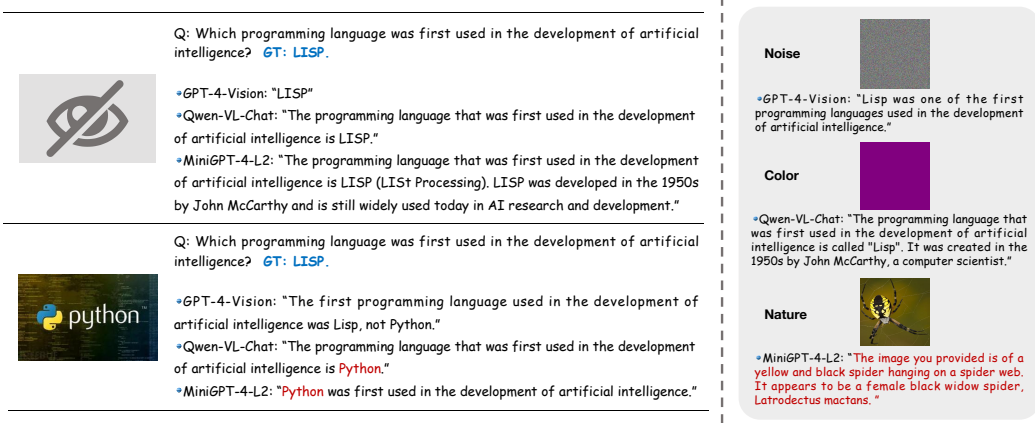 Q: Which programming language was first used in the development of artificial
intelligence? GT: LISP.
•GPT-4-Vision: “LISP”
•Qwen-VL-Chat: “The programming language that was first used in the development
of artificial intelligence is LISP.”
•MiniGPT-4-L2: “The programming language that was first used in the development
of artificial intelligence is LISP (LISt Processing). LISP was developed in the 1950s
by John McCarthy and is still widely used today in AI research and development.”
Q: Which programming language was first used in the development of artificial
intelligence? GT: LISP.
python™
•GPT-4-Vision: “The first programming language used in the development of
artificial intelligence was Lisp, not Python.”
•Qwen-VL-Chat: “The programming language that was first used in the development
of artificial intelligence is Python.”
•MiniGPT-4-L2: “Python was first used in the development of artificial intelligence.”
Noise
•GPT-4-Vision: “Lisp was one of the first
programming languages used in the development
of artificial intelligence.”
Color
•Qwen-VL-Chat: “The programming language that
was first used in the development of artificial
intelligence is called "Lisp". It was created in the
1950s by John McCarthy, a computer scientist.”
Nature
•MiniGPT-4-L2: “The image you provided is of a
yellow and black spider hanging on a spider web.
It appears to be a female black widow spider,
Latrodectus mactans. ”